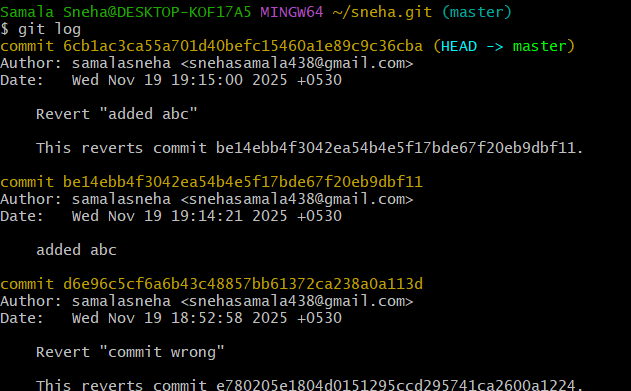 Samala Sneha@DESKTOP-KOF17A5 MINGW64 ~/sneha.git (master)
$ git log
commit 6cb1ac3ca55a701d40befc15460a1e89c9c36cba (HEAD -> master)
Author: samalasneha <snehasamala438@gmail.com>
Date:   Wed Nov 19 19:15:00 2025 +0530
    Revert "added abc"
    This reverts commit be14ebb4f3042ea54b4e5f17bde67f20eb9dbf11.
commit be14ebb4f3042ea54b4e5f17bde67f20eb9dbf11
Author: samalasneha <snehasamala438@gmail.com>
Date:   Wed Nov 19 19:14:21 2025 +0530
    added abc
commit d6e96c5cf6a6b43c48857bb61372ca238a0a113d
Author: samalasneha <snehasamala438@gmail.com>
Date:   Wed Nov 19 18:52:58 2025 +0530
    Revert "commit wrong"
    This reverts commit e780205e1804d0151295ccd295741ca2600a1224.